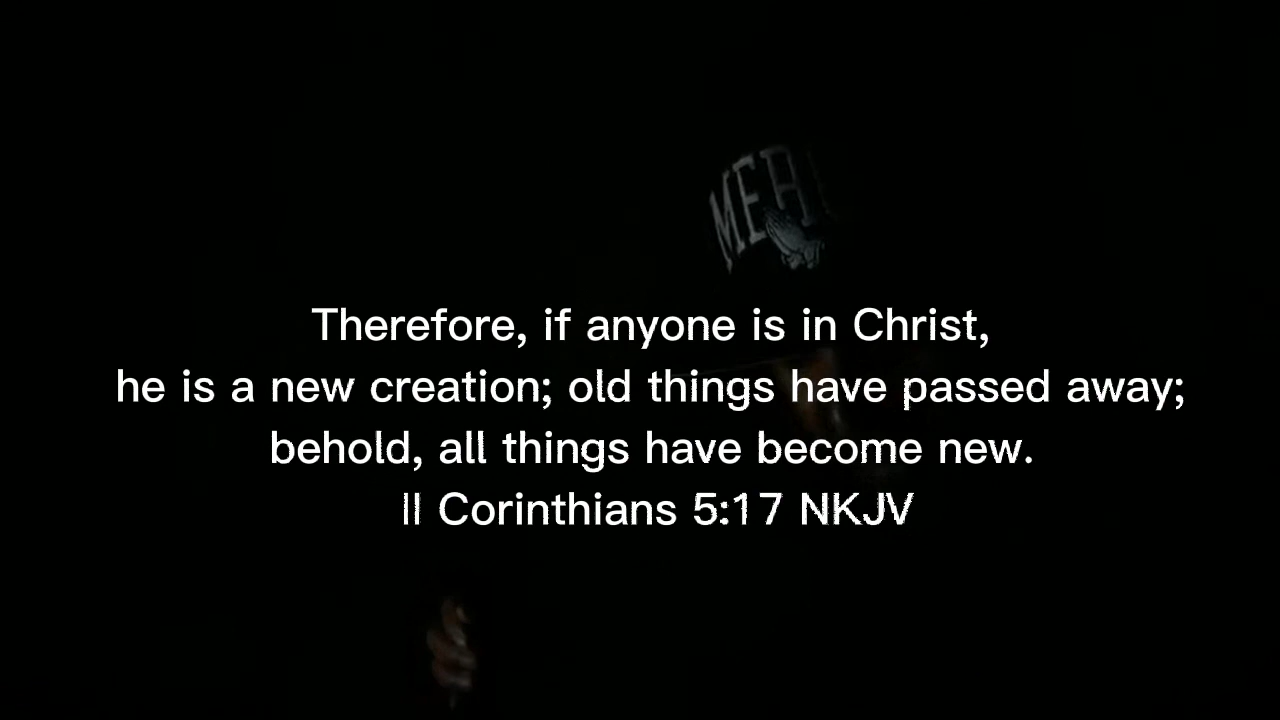 MER
Therefore, if anyone is in Christ,
he is a new creation; old things have passed away;
behold, all things have become new.
II Corinthians 5:17 NKJV